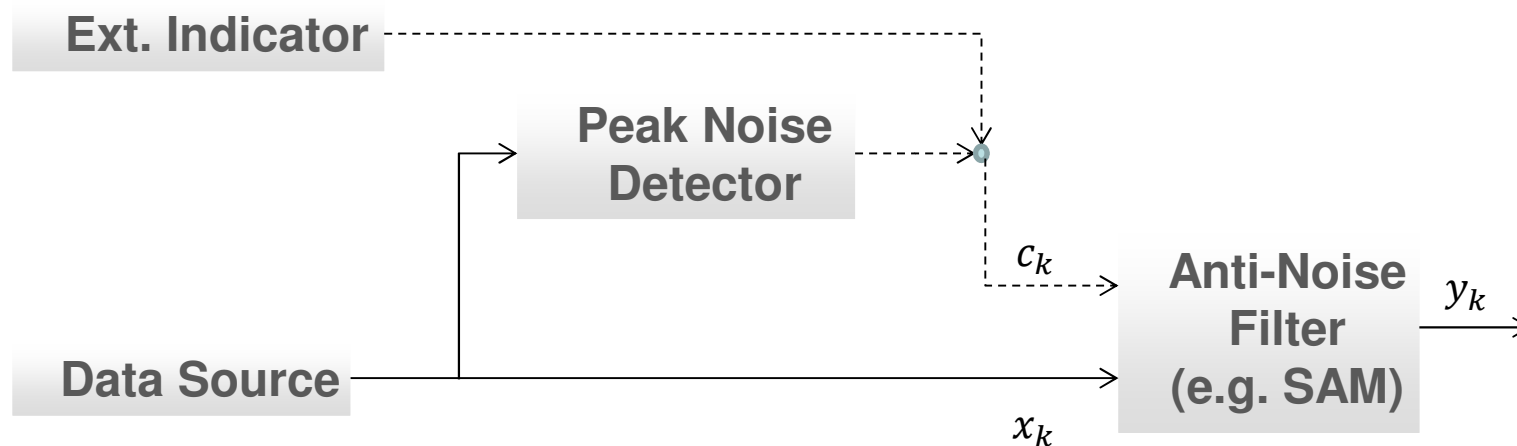 Ext. Indicator
Peak Noise
Detector
c_k
Anti-Noise
Filter
(e.g. SAM)
y_k
Data Source
x_k